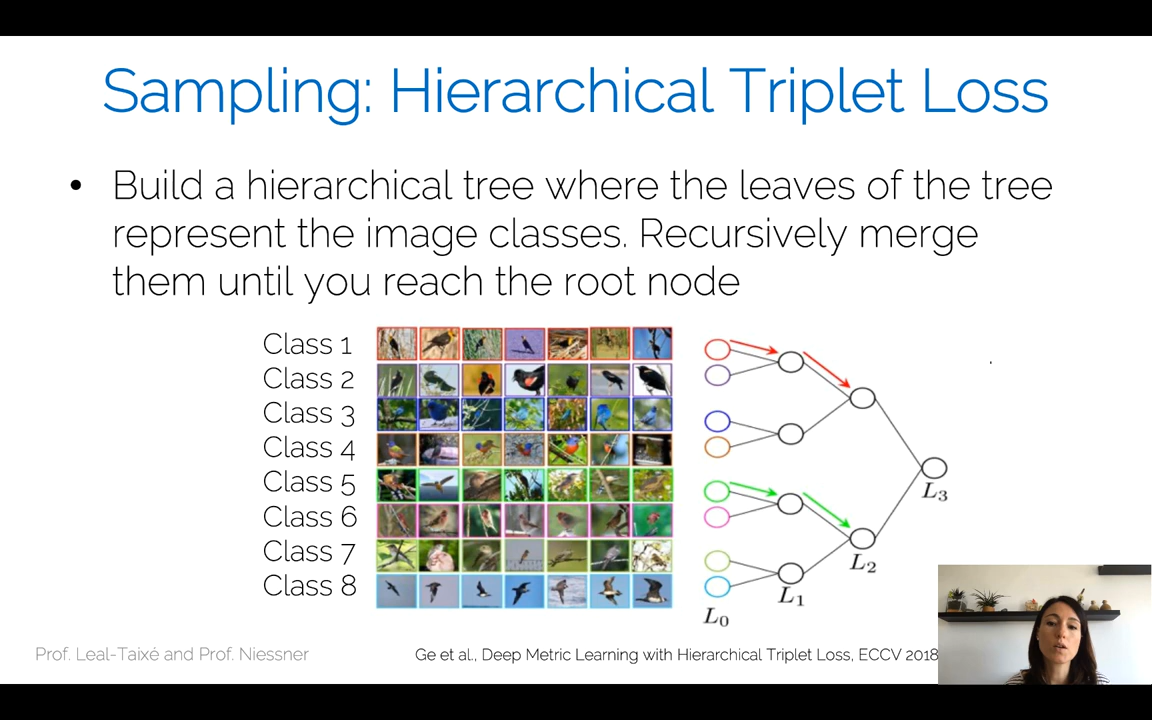 Sampling: Hierarchical Triplet Loss
• Build a hierarchical tree where the leaves of the tree
represent the image classes. Recursively merge
them until you reach the root node
Class 1
Class 2
Class 3
Class 4
Class 5
Class 6
Class 7
Class 8
L0
L1
L2
L3
Prof. Leal-Taixé and Prof. Niessner
Ge et al., Deep Metric Learning with Hierarchical Triplet Loss, ECCV 2018